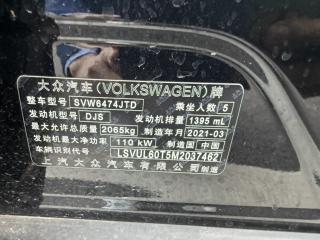 大众汽车(VOLKSWAGEN)牌
整车型号 SVW6474JTD 乘坐人数 5
发动机型号 DJS 发动机排量 1395 mL
最大允许总质量 2065kg 制造年月 2021-03
发动机最大净功率 110 kW 制造国 中国
车辆识别代号 LSVUL60T5M2037462
上汽大众汽车有限公司 制造